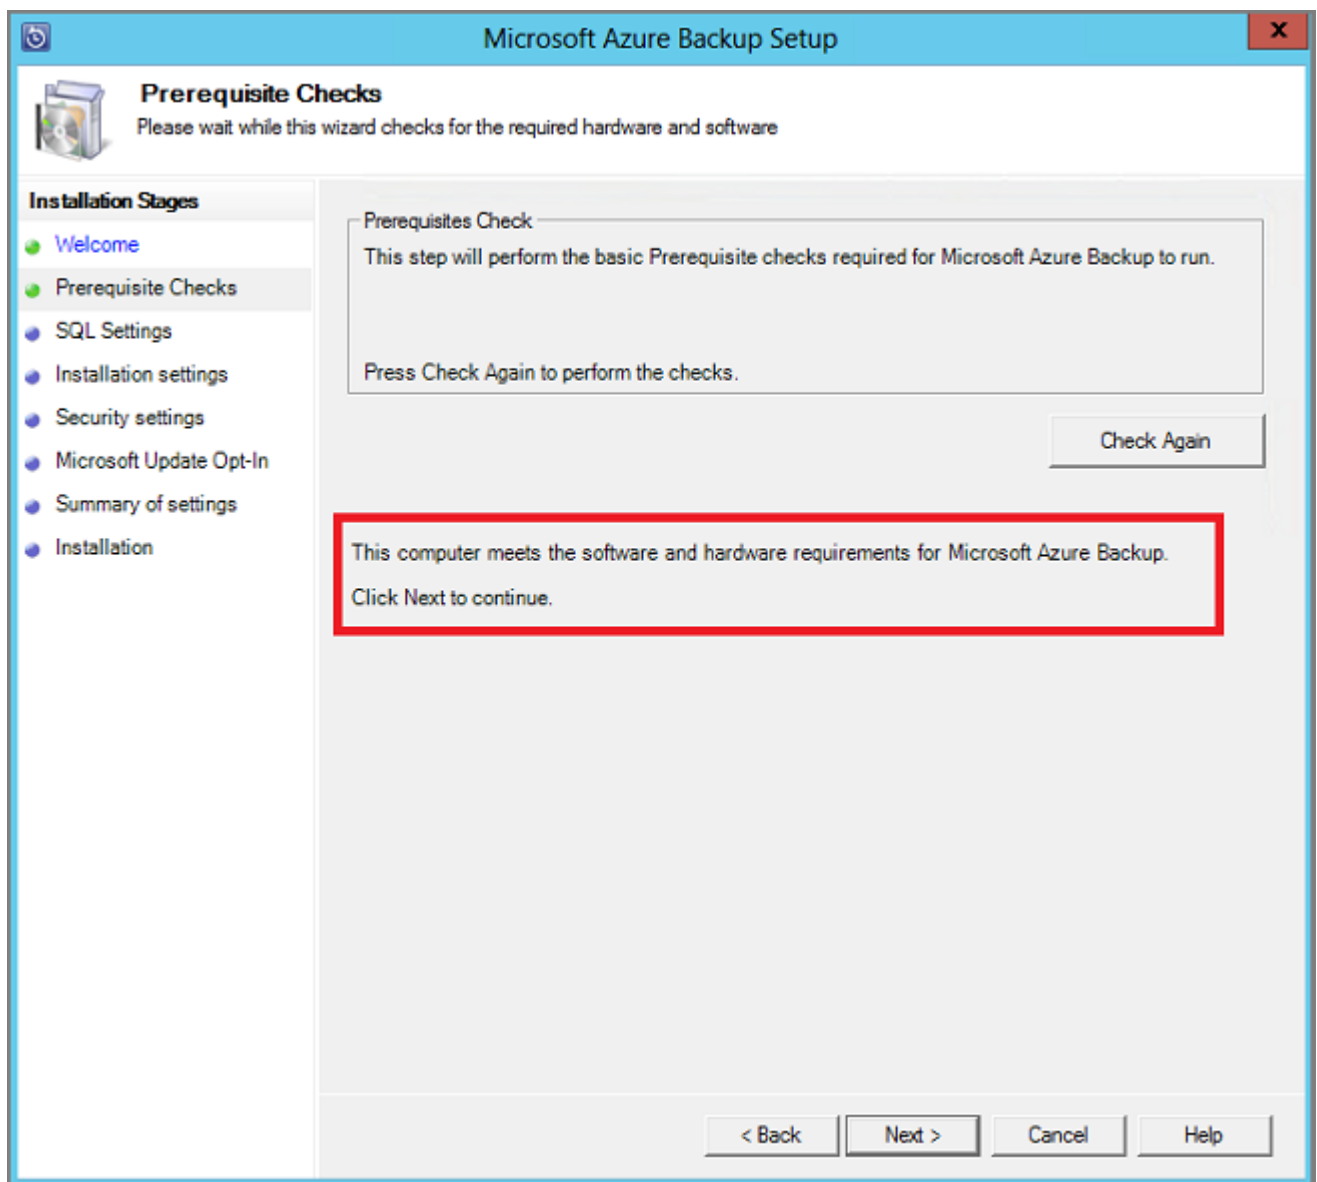 Microsoft Azure Backup Setup
x
Prerequisite Checks
Please wait while this wizard checks for the required hardware and software
Installation Stages
Welcome
Prerequisite Checks
SQL Settings
Installation settings
Security settings
Microsoft Update Opt-In
Summary of settings
Installation
Prerequisites Check
This step will perform the basic Prerequisite checks required for Microsoft Azure Backup to run.
Press Check Again to perform the checks.
Check Again
This computer meets the software and hardware requirements for Microsoft Azure Backup.
Click Next to continue.
< Back
Next >
Cancel
Help